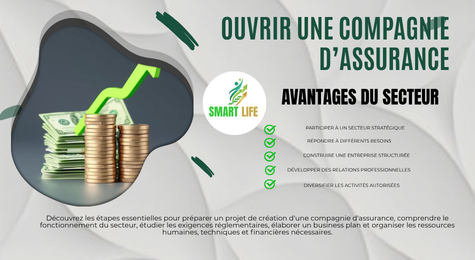 OUVRIR UNE COMPAGNIE
D'ASSURANCE
SMART LIFE
AVANTAGES DU SECTEUR
PARTICIPER À UN SECTEUR STRATÉGIQUE
RÉPONDRE À DIFFÉRENTS BESOINS
CONSTRUIRE UNE ENTREPRISE STRUCTURÉE
DÉVELOPPER DES RELATIONS PROFESSIONNELLES
DIVERSIFIER LES ACTIVITÉS AUTORISÉES
Découvrez les étapes essentielles pour préparer un projet de création d'une compagnie d'assurance, comprendre le
fonctionnement du secteur, étudier les exigences réglementaires, élaborer un business plan et organiser les ressources
humaines, techniques et financières nécessaires.